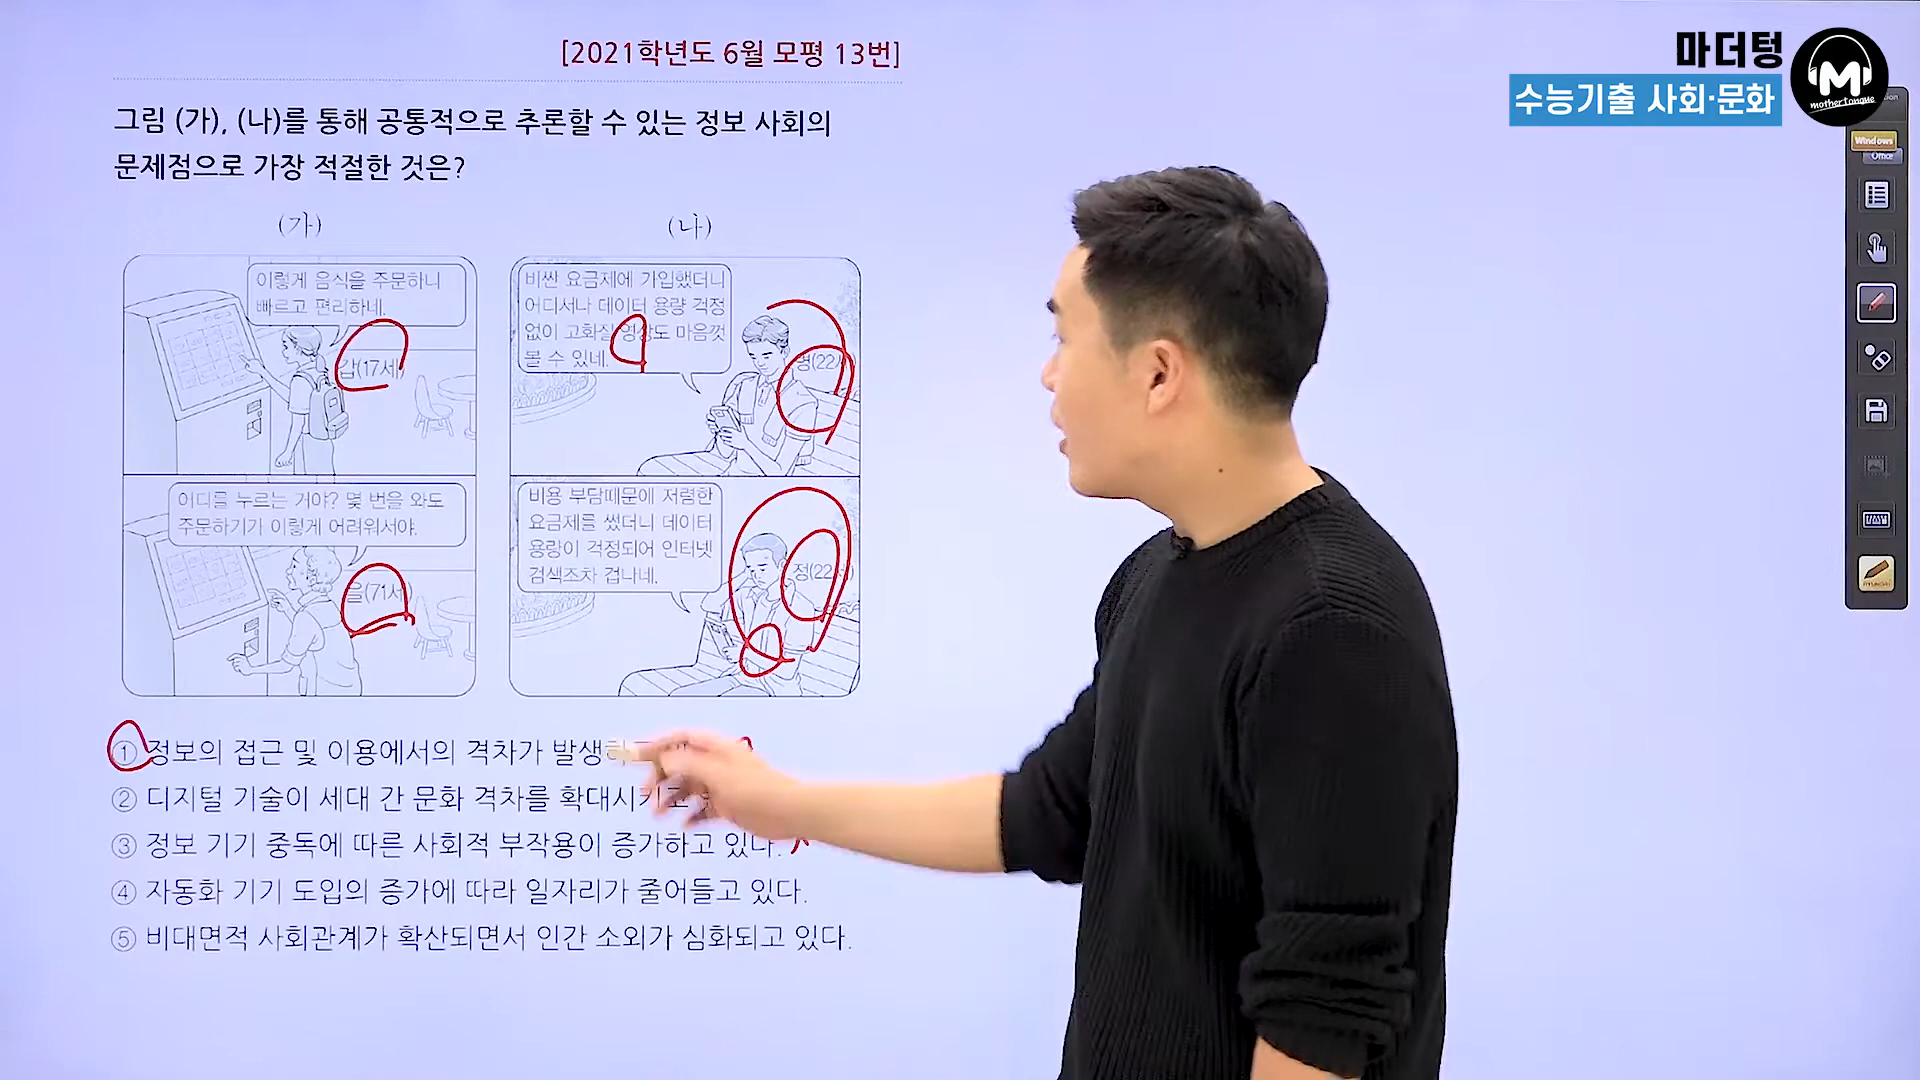 [2021학년도 6월 모평 13번]
마더텅
수능기출 사회·문화
M
mothertongue
Windows
Office
그림 (가), (나)를 통해 공통적으로 추론할 수 있는 정보 사회의
문제점으로 가장 적절한 것은?
(가)
(나)
이렇게 음식을 주문하니
빠르고 편리하네.
갑(17세)
어디를 누르는 거야? 몇 번을 와도
주문하기가 이렇게 어려워서야.
을(71세)
비싼 요금제에 가입했더니
어디서나 데이터 용량 걱정
없이 고화질 영상도 마음껏
볼 수 있네.
병(22
비용 부담때문에 저렴한
요금제를 썼더니 데이터
용량이 걱정되어 인터넷
검색조차 겁나네.
정(22세)
① 정보의 접근 및 이용에서의 격차가 발생하
② 디지털 기술이 세대 간 문화 격차를 확대시키고
③ 정보 기기 중독에 따른 사회적 부작용이 증가하고 있다.
④ 자동화 기기 도입의 증가에 따라 일자리가 줄어들고 있다.
⑤ 비대면적 사회관계가 확산되면서 인간 소외가 심화되고 있다.